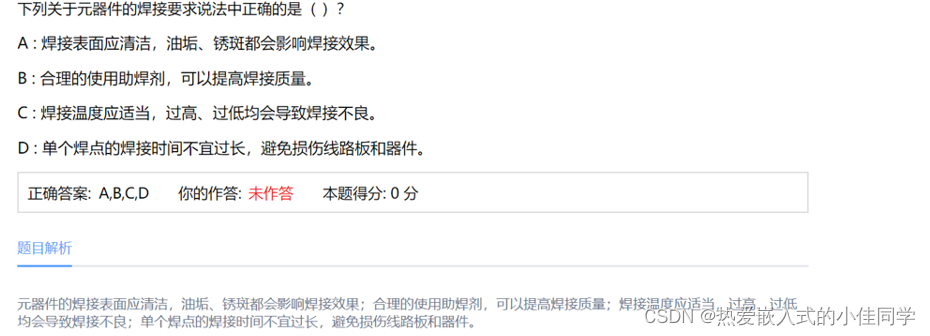 下列关于元器件的焊接要求说法中正确的是（ ）？
A : 焊接表面应清洁，油垢、锈斑都会影响焊接效果。
B : 合理的使用助焊剂，可以提高焊接质量。
C : 焊接温度应适当，过高、过低均会导致焊接不良。
D : 单个焊点的焊接时间不宜过长，避免损伤线路板和器件。
正确答案: A,B,C,D 你的作答: 未作答 本题得分: 0 分
题目解析
元器件的焊接表面应清洁，油垢、锈斑都会影响焊接效果；合理的使用助焊剂，可以提高焊接质量；焊接温度应适当，过高、过低
均会导致焊接不良；单个焊点的焊接时间不宜过长，避免损伤线路板和器件。
CSDN @热爱嵌入式的小佳同学